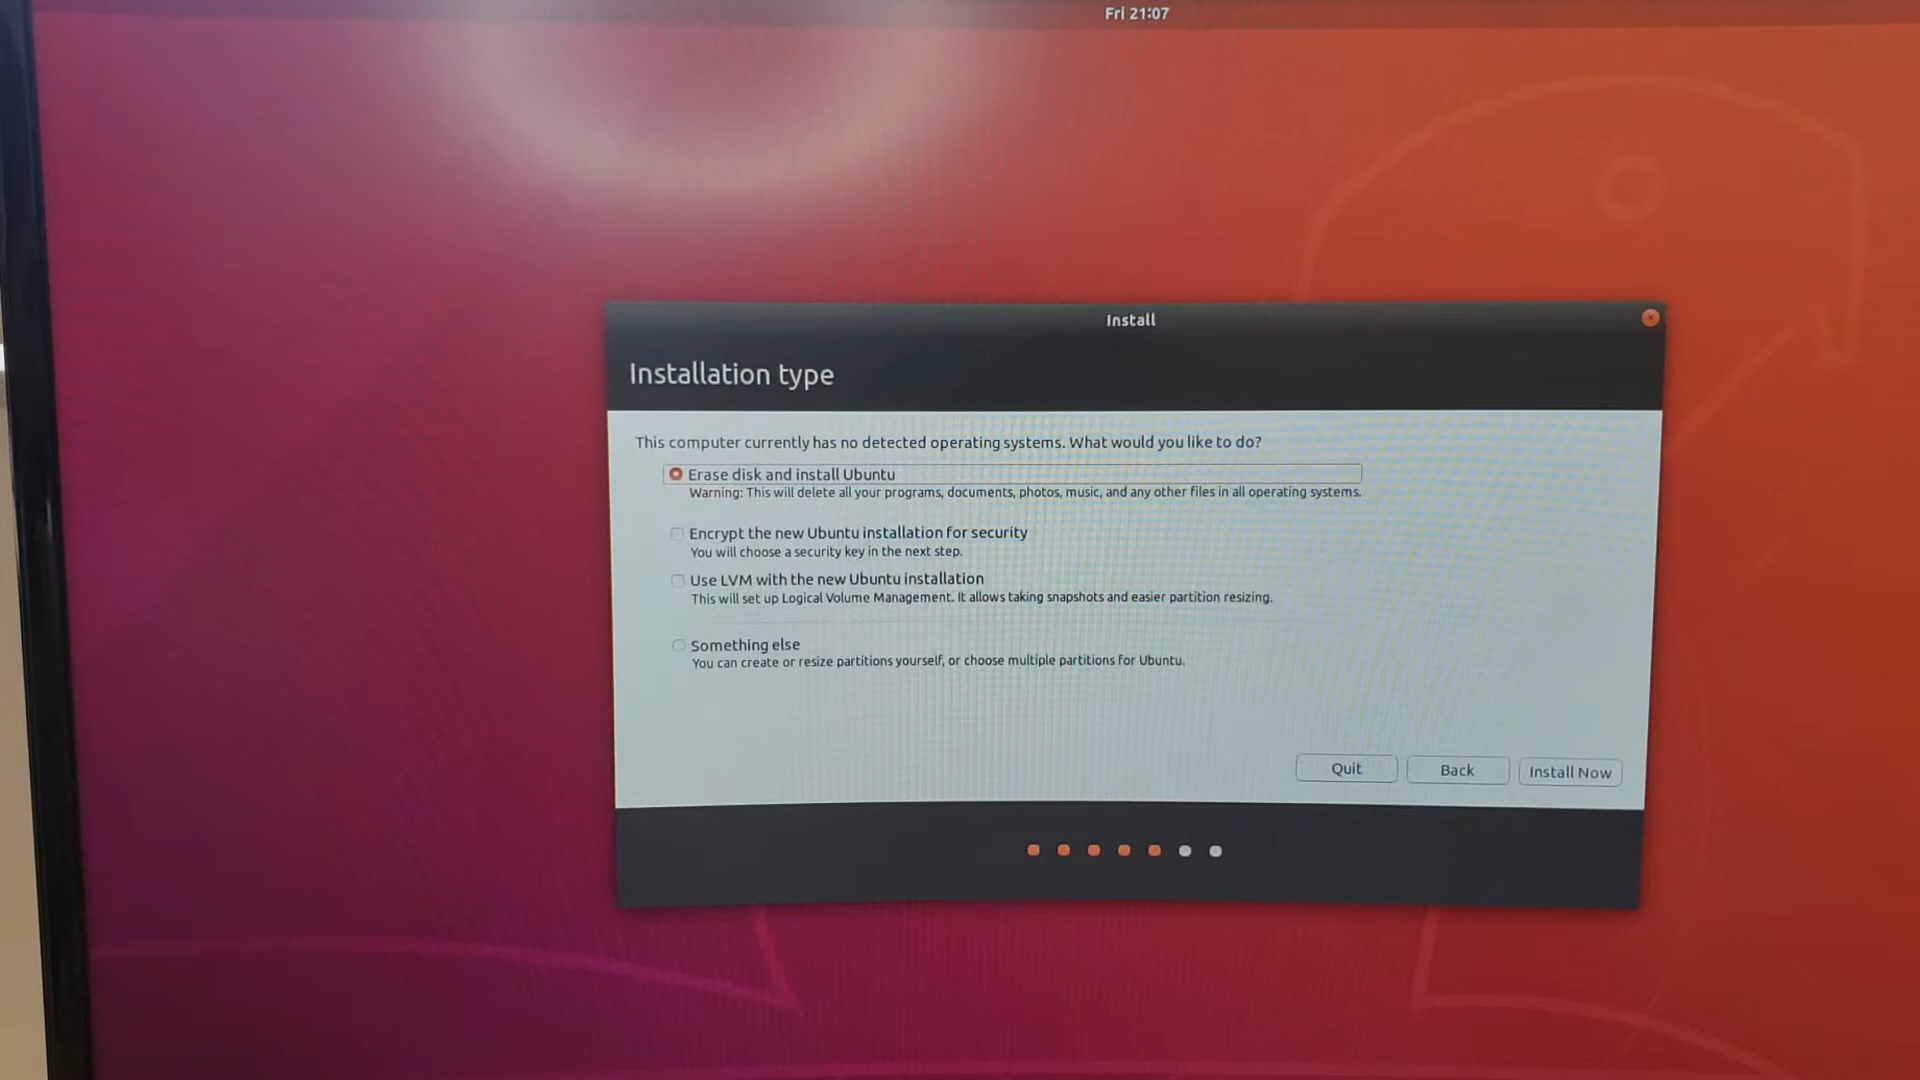 Fri 21:07
Install
Installation type
This computer currently has no detected operating systems. What would you like to do?
Erase disk and install Ubuntu
Warning: This will delete all your programs, documents, photos, music, and any other files in all operating systems.
Encrypt the new Ubuntu installation for security
You will choose a security key in the next step.
Use LVM with the new Ubuntu installation
This will set up Logical Volume Management. It allows taking snapshots and easier partition resizing.
Something else
You can create or resize partitions yourself, or choose multiple partitions for Ubuntu.
Quit Back Install Now